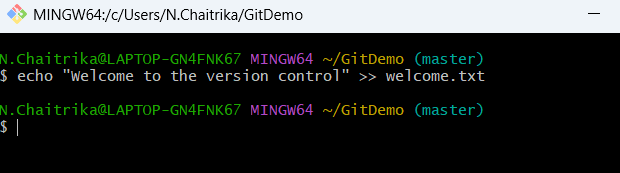 MINGW64:/c/Users/N.Chaitrika/GitDemo
N.Chaitrika@LAPTOP-GN4FNK67 MINGW64 ~/GitDemo (master)
$ echo "Welcome to the version control" >> welcome.txt
N.Chaitrika@LAPTOP-GN4FNK67 MINGW64 ~/GitDemo (master)
$